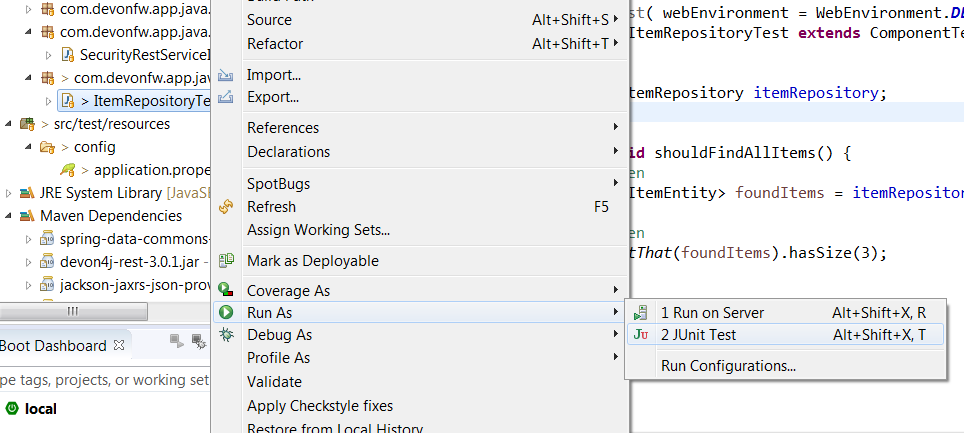 com.devonfw.app.java.
com.devonfw.app.java.
SecurityRestServiceI
> com.devonfw.app.jav
> ItemRepositoryTe
> src/test/resources
> config
> application.prope
JRE System Library [JavaSE
Maven Dependencies
spring-data-commons-
devon4j-rest-3.0.1.jar -
jackson-jaxrs-json-prov
Boot Dashboard
pe tags, projects, or working set
local
Source Alt+Shift+S
Refactor Alt+Shift+T
Import...
Export...
References
Declarations
SpotBugs
Refresh F5
Assign Working Sets...
Mark as Deployable
Coverage As
Run As
Debug As
Profile As
Validate
Apply Checkstyle fixes
Restore from Local History
1 Run on Server Alt+Shift+X, R
2 JUnit Test Alt+Shift+X, T
Run Configurations...
st( webEnvironment = WebEnvironment.DE
ItemRepositoryTest extends ComponentTe
temRepository itemRepository;
id shouldFindAllItems() {
en
ItemEntity> foundItems = itemRepositor
en
tThat(foundItems).hasSize(3);